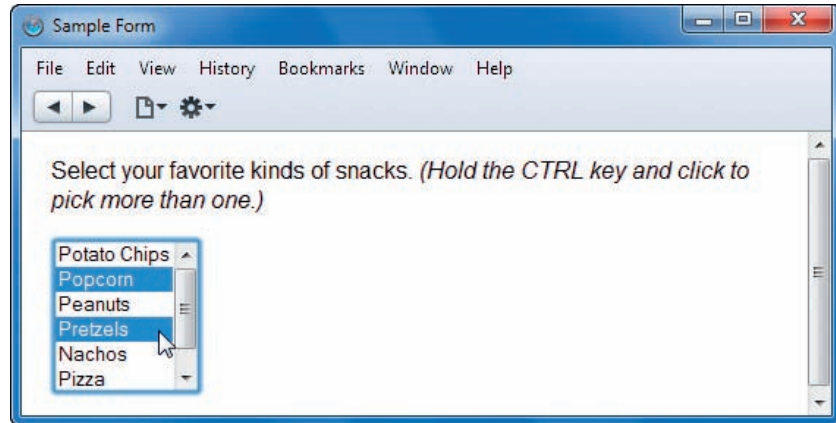 Sample Form
File Edit View History Bookmarks Window Help
Select your favorite kinds of snacks. (Hold the CTRL key and click to
pick more than one.)
Potato Chips
Popcorn
Peanuts
Pretzels
Nachos
Pizza